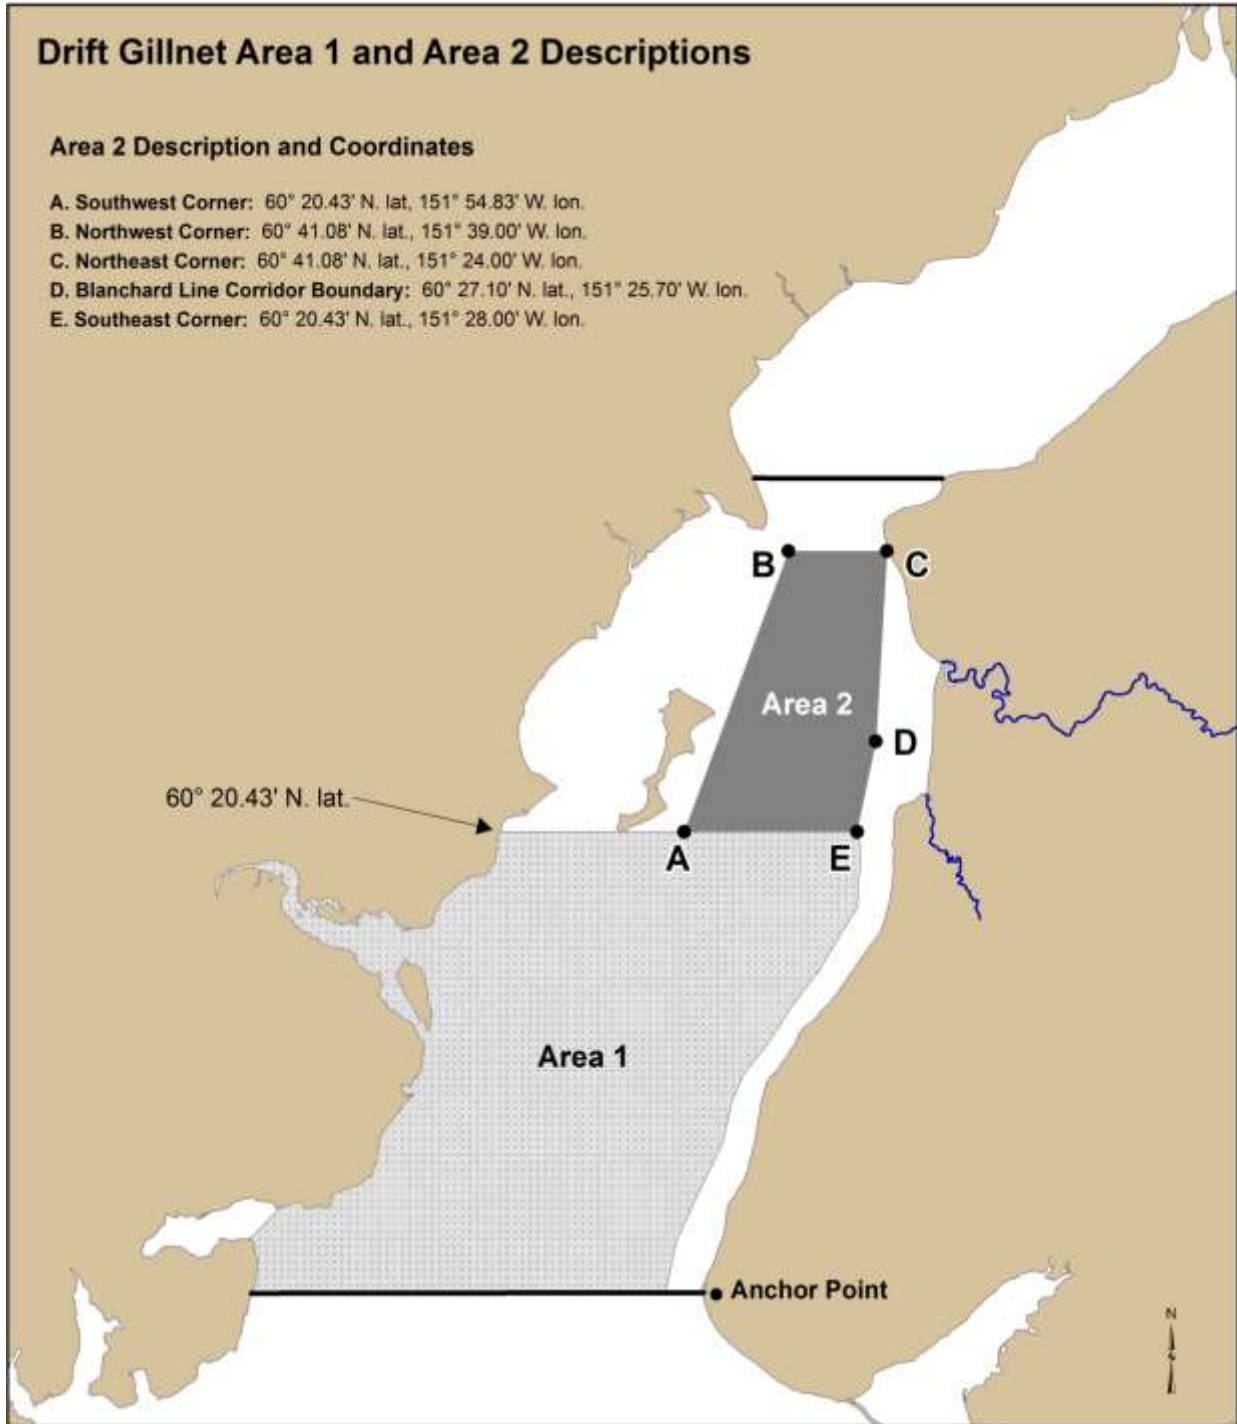 Drift Gillnet Area 1 and Area 2 Descriptions
Area 2 Description and Coordinates
A. Southwest Corner: 60° 20.43' N. lat, 151° 54.83' W. lon.
B. Northwest Corner: 60° 41.08' N. lat., 151° 39.00' W. lon.
C. Northeast Corner: 60° 41.08' N. lat., 151° 24.00' W. lon.
D. Blanchard Line Corridor Boundary: 60° 27.10' N. lat., 151° 25.70' W. lon.
E. Southeast Corner: 60° 20.43' N. lat., 151° 28.00' W. lon.
B
C
Area 2
D
60° 20.43' N. lat.
A
E
Area 1
Anchor Point
N